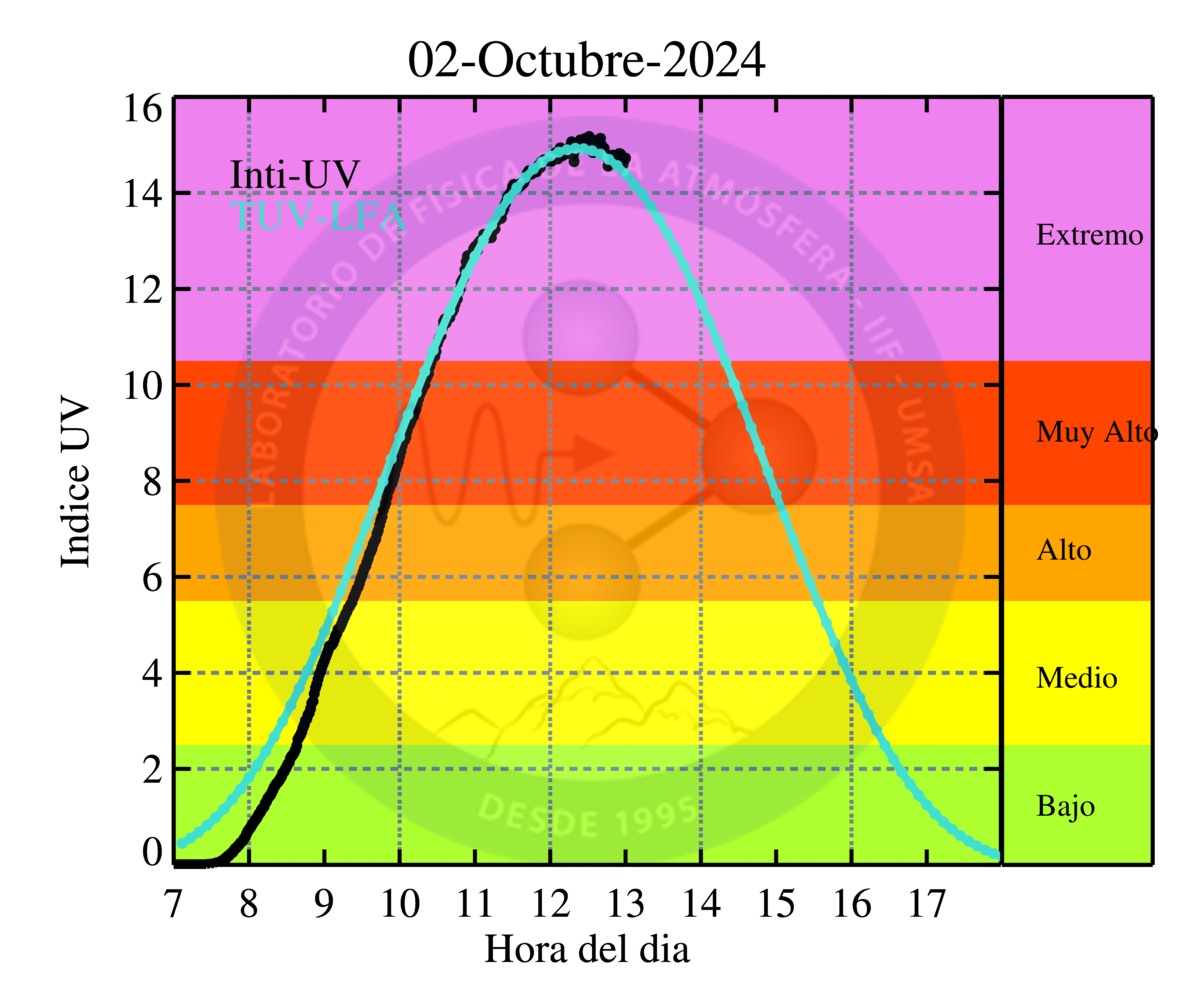 02-Octubre-2024
Inti-UV
TUV-LFA
LABORATORIO DE FÍSICA DE LA ATMÓSFERA - IIF - UMSA
DESDE 1995
Indice UV
16
14
12
10
8
6
4
2
0
Extremo
Muy Alto
Alto
Medio
Bajo
7 8 9 10 11 12 13 14 15 16 17
Hora del dia